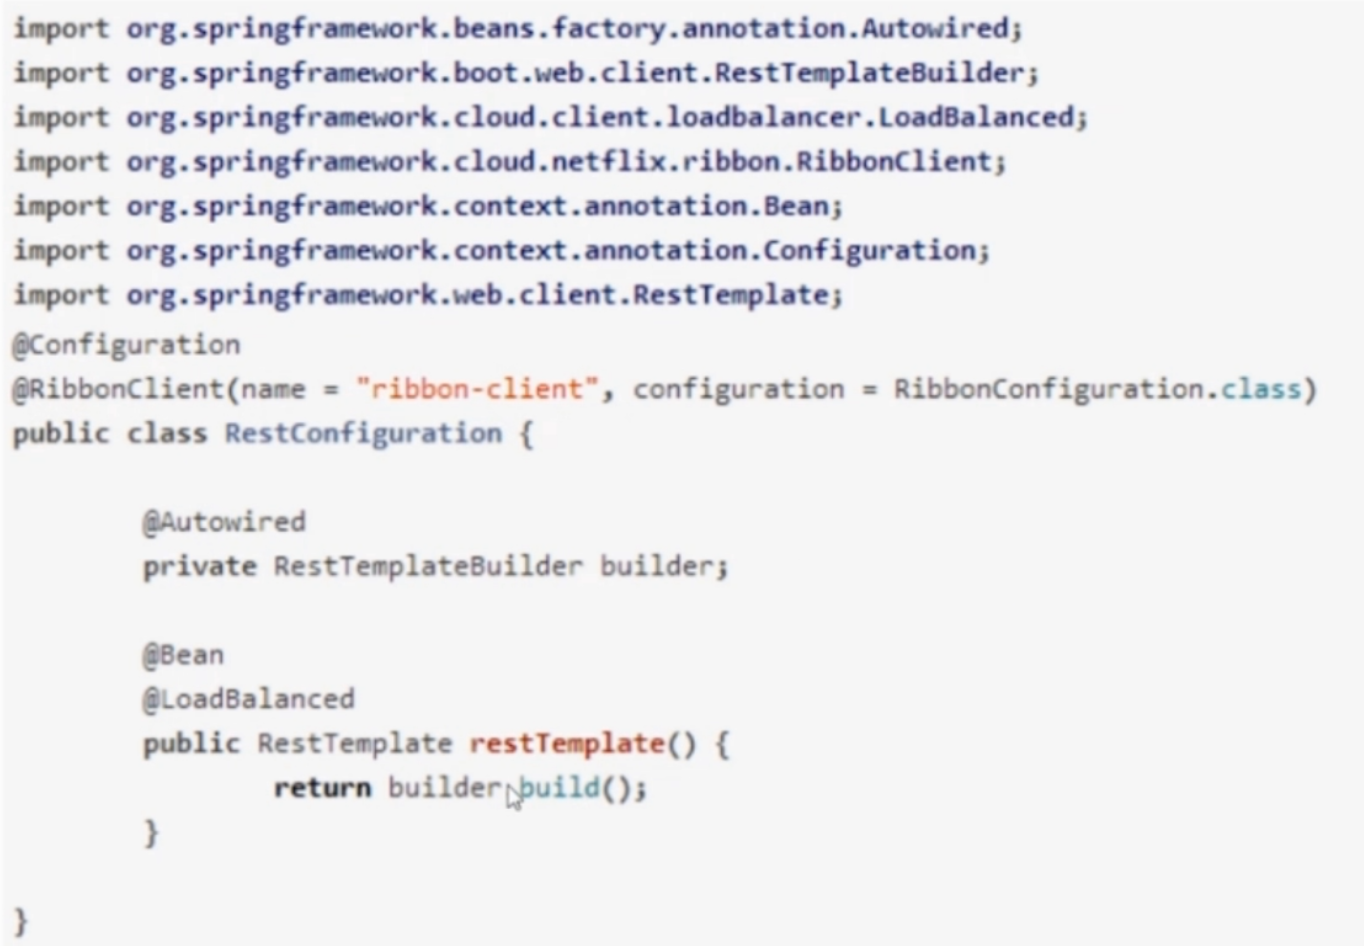 import org.springframework.beans.factory.annotation.Autowired;
import org.springframework.boot.web.client.RestTemplateBuilder;
import org.springframework.cloud.client.loadbalancer.LoadBalanced;
import org.springframework.cloud.netflix.ribbon.RibbonClient;
import org.springframework.context.annotation.Bean;
import org.springframework.context.annotation.Configuration;
import org.springframework.web.client.RestTemplate;
@Configuration
@RibbonClient(name = "ribbon-client", configuration = RibbonConfiguration.class)
public class RestConfiguration {
@Autowired
private RestTemplateBuilder builder;
@Bean
@LoadBalanced
public RestTemplate restTemplate() {
return builder.build();
}
}